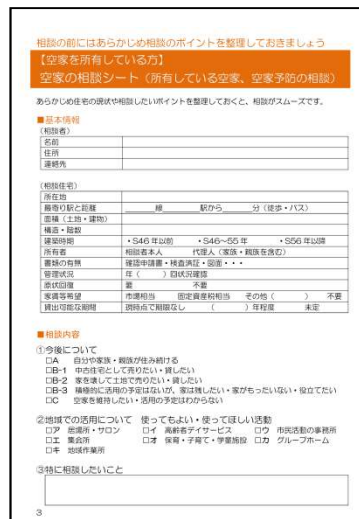 相談の前にはあらかじめ相談のポイントを整理しておきましょう
【空家を所有している方】
空家の相談シート（所有している空家、空家予防の相談）
あらかじめ住宅の現状や相談したいポイントを整理しておくと、相談がスムーズです。
■基本情報
（相談者）
名前
住所
連絡先
（相談住宅）
所在地
最寄り駅と距離 ＿＿＿線＿＿＿駅から＿＿＿分（徒歩・バス）
面積（土地・建物）
構造・階数
建築時期 ・S46 年以前 ・S46～55 年 ・S56 年以降
所有者 相談者本人 代理人（家族・親族を含む）
書類の有無 確認申請書・検査済証・図面・・・
管理状況 年（ ）回状況確認
原状回復 要 不要
家賃等希望 市場相当 固定資産税相当 その他（ ） 不要
貸出可能な期間 現時点で期限なし （ ）年程度 未定
■相談内容
①今後について
□A 自分や家族・親族が住み続ける
□B-1 中古住宅として売りたい・貸したい
□B-2 家を壊して土地で売りたい・貸したい
□B-3 積極的に活用の予定はないが、家は残したい・家がもったいない・役立てたい
□C 空家を維持したい・活用の予定はわからない
②地域での活用について 使ってもよい・使ってほしい活動
□ア 居場所・サロン □イ 高齢者デイサービス □ウ 市民活動の事務所
□エ 集会所 □オ 保育・子育て・学童施設 □カ グループホーム
□キ 地域作業所
③特に相談したいこと
3